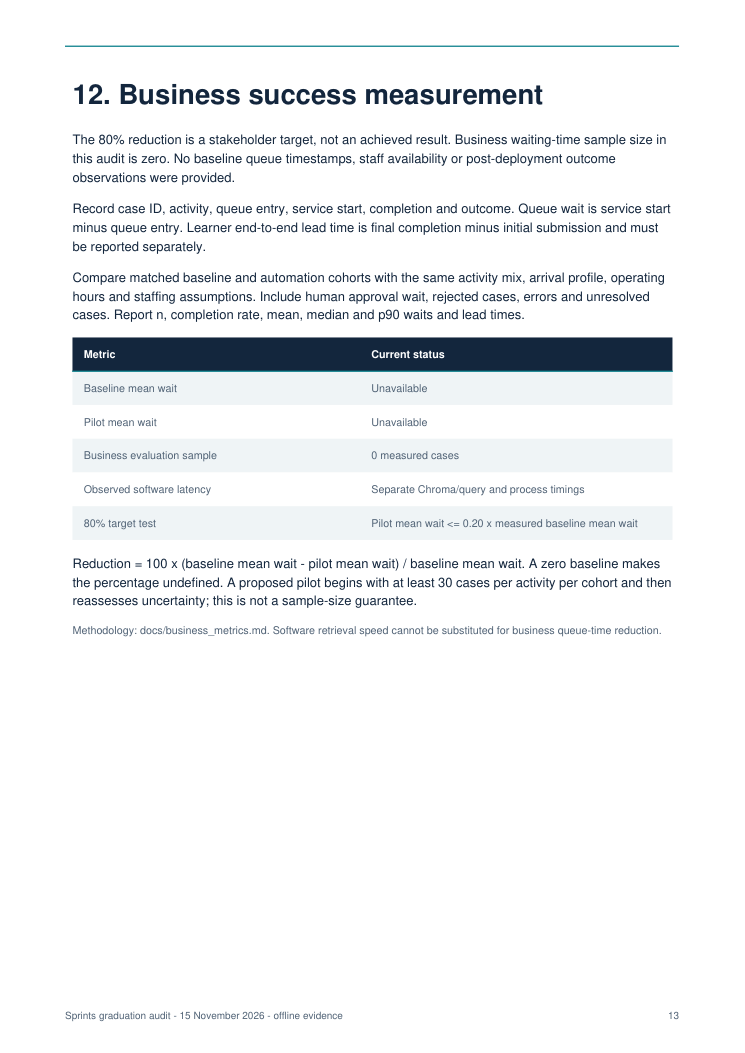 12. Business success measurement
The 80% reduction is a stakeholder target, not an achieved result. Business waiting-time sample size in
this audit is zero. No baseline queue timestamps, staff availability or post-deployment outcome
observations were provided.
Record case ID, activity, queue entry, service start, completion and outcome. Queue wait is service start
minus queue entry. Learner end-to-end lead time is final completion minus initial submission and must
be reported separately.
Compare matched baseline and automation cohorts with the same activity mix, arrival profile, operating
hours and staffing assumptions. Include human approval wait, rejected cases, errors and unresolved
cases. Report n, completion rate, mean, median and p90 waits and lead times.
Metric Current status
Baseline mean wait Unavailable
Pilot mean wait Unavailable
Business evaluation sample 0 measured cases
Observed software latency Separate Chroma/query and process timings
80% target test Pilot mean wait <= 0.20 x measured baseline mean wait
Reduction = 100 x (baseline mean wait - pilot mean wait) / baseline mean wait. A zero baseline makes
the percentage undefined. A proposed pilot begins with at least 30 cases per activity per cohort and then
reassesses uncertainty; this is not a sample-size guarantee.
Methodology: docs/business_metrics.md. Software retrieval speed cannot be substituted for business queue-time reduction.
Sprints graduation audit - 15 November 2026 - offline evidence 13